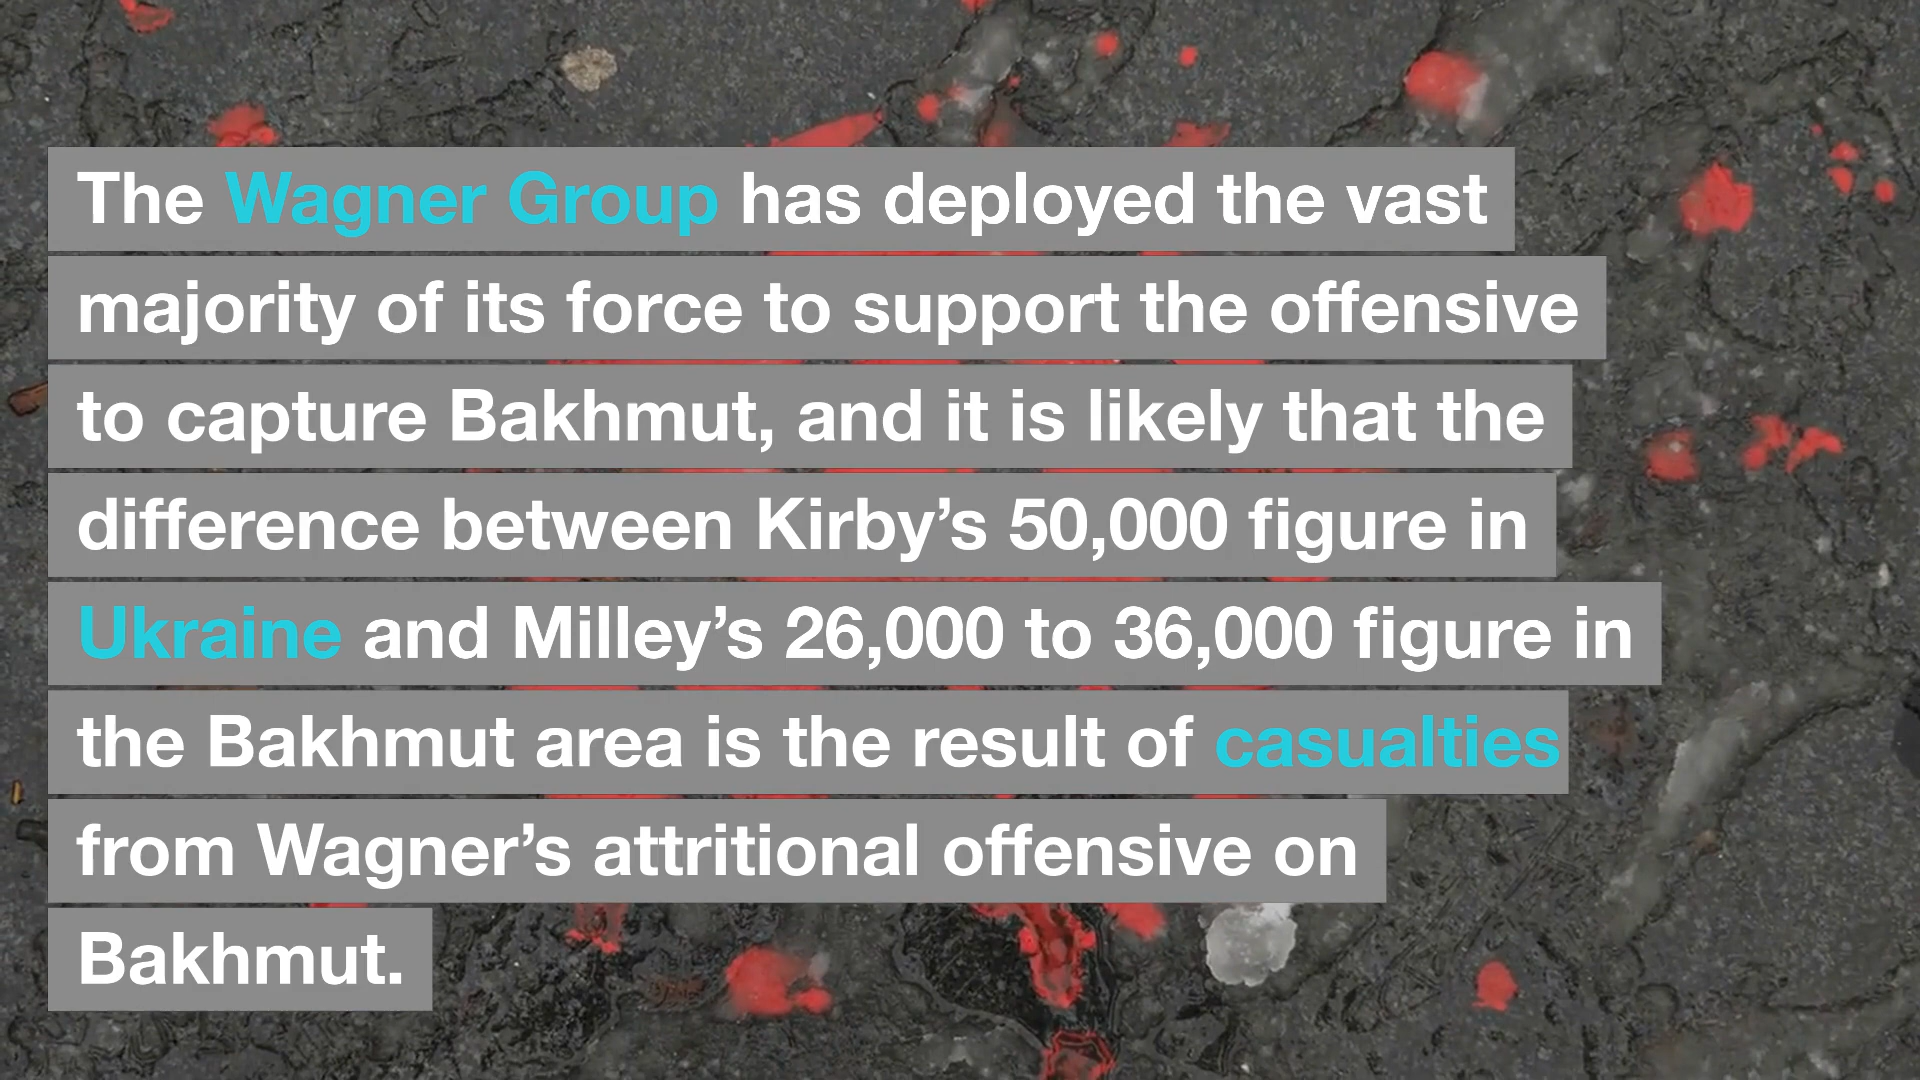 The Wagner Group has deployed the vast
majority of its force to support the offensive
to capture Bakhmut, and it is likely that the
difference between Kirby’s 50,000 figure in
Ukraine and Milley’s 26,000 to 36,000 figure in
the Bakhmut area is the result of casualties
from Wagner’s attritional offensive on
Bakhmut.